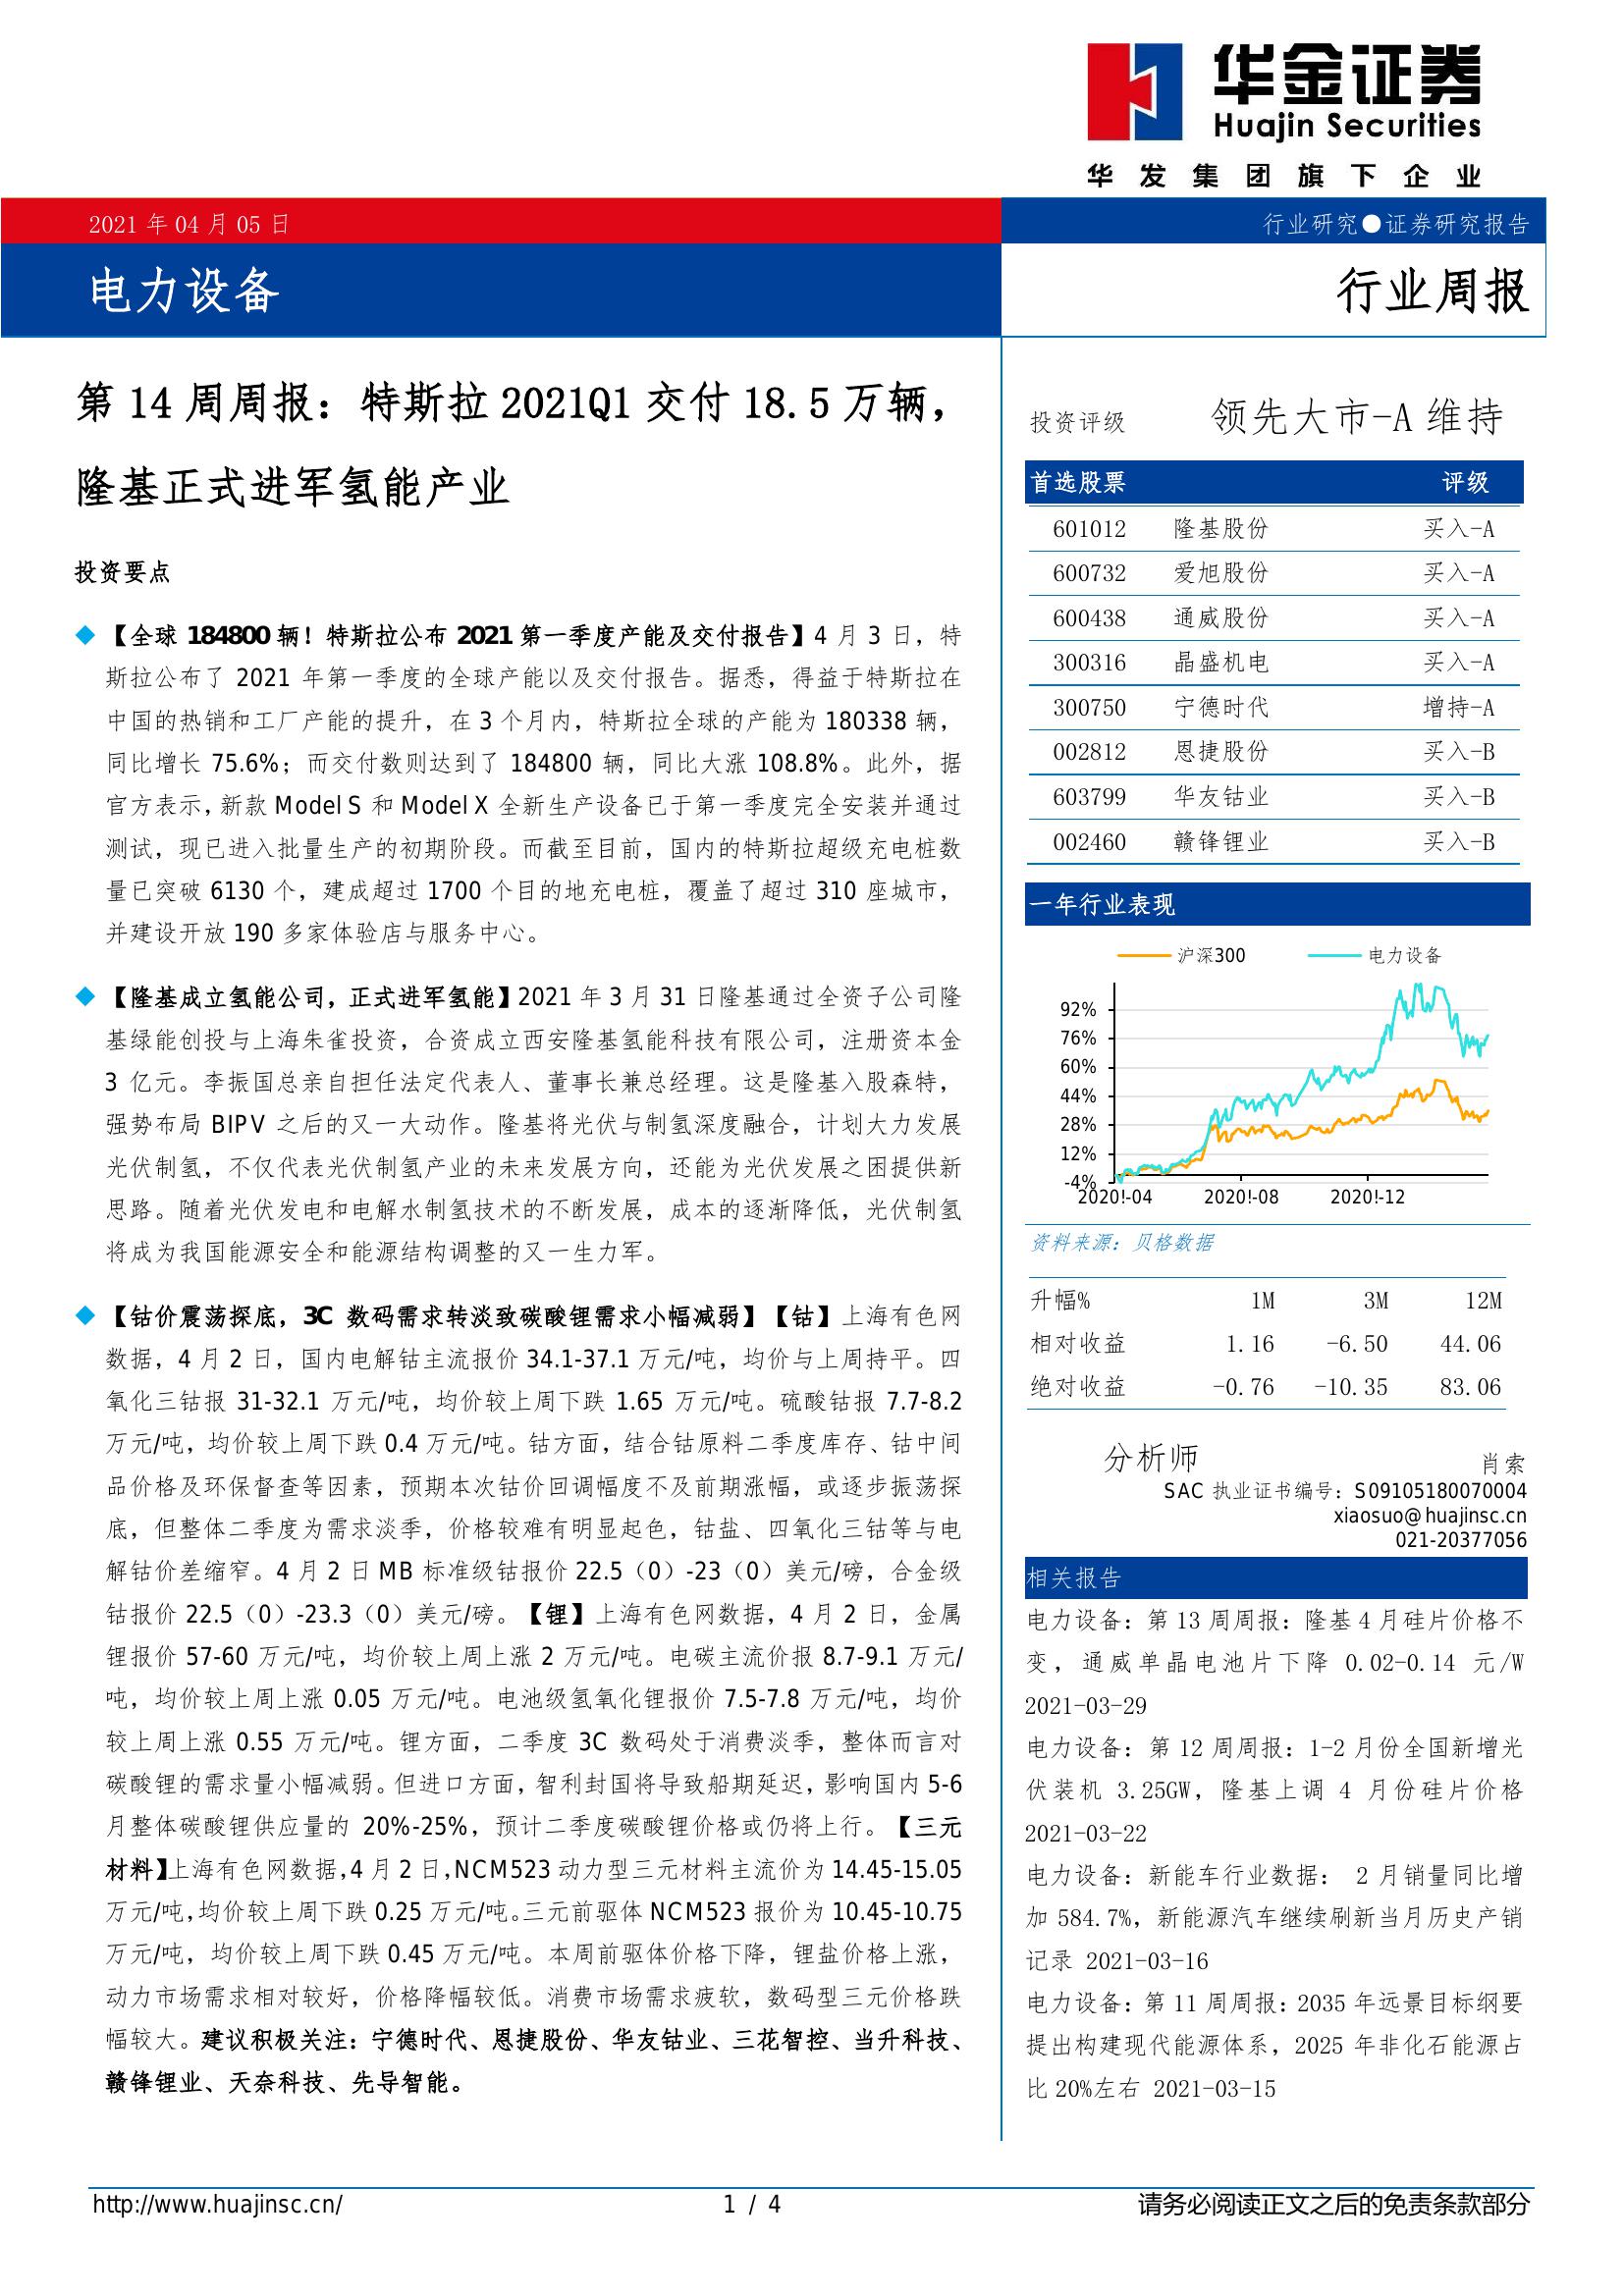 华金证券
Huajin Securities
华发集团旗下企业
2021 年 04 月 05 日
行业研究●证券研究报告
电力设备
行业周报
第 14 周周报：特斯拉 2021Q1 交付 18.5 万辆，
隆基正式进军氢能产业
投资要点
◆ 【全球 184800 辆！特斯拉公布 2021 第一季度产能及交付报告】4 月 3 日，特
斯拉公布了 2021 年第一季度的全球产能以及交付报告。据悉，得益于特斯拉在
中国的热销和工厂产能的提升，在 3 个月内，特斯拉全球的产能为 180338 辆，
同比增长 75.6%；而交付数则达到了 184800 辆，同比大涨 108.8%。此外，据
官方表示，新款 Model S 和 Model X 全新生产设备已于第一季度完全安装并通过
测试，现已进入批量生产的初期阶段。而截至目前，国内的特斯拉超级充电桩数
量已突破 6130 个，建成超过 1700 个目的地充电桩，覆盖了超过 310 座城市，
并建设开放 190 多家体验店与服务中心。
◆ 【隆基成立氢能公司，正式进军氢能】2021 年 3 月 31 日隆基通过全资子公司隆
基绿能创投与上海朱雀投资，合资成立西安隆基氢能科技有限公司，注册资本金
3 亿元。李振国总亲自担任法定代表人、董事长兼总经理。这是隆基入股森特，
强势布局 BIPV 之后的又一大动作。隆基将光伏与制氢深度融合，计划大力发展
光伏制氢，不仅代表光伏制氢产业的未来发展方向，还能为光伏发展之困提供新
思路。随着光伏发电和电解水制氢技术的不断发展，成本的逐渐降低，光伏制氢
将成为我国能源安全和能源结构调整的又一生力军。
◆ 【钴价震荡探底，3C 数码需求转淡致碳酸锂需求小幅减弱】【钴】上海有色网
数据，4 月 2 日，国内电解钴主流报价 34.1-37.1 万元/吨，均价与上周持平。四
氧化三钴报 31-32.1 万元/吨，均价较上周下跌 1.65 万元/吨。硫酸钴报 7.7-8.2
万元/吨，均价较上周下跌 0.4 万元/吨。钴方面，结合钴原料二季度库存、钴中间
品价格及环保督查等因素，预期本次钴价回调幅度不及前期涨幅，或逐步振荡探
底，但整体二季度为需求淡季，价格较难有明显起色，钴盐、四氧化三钴等与电
解钴价差缩窄。4 月 2 日 MB 标准级钴报价 22.5（0）-23（0）美元/磅，合金级
钴报价 22.5（0）-23.3（0）美元/磅。【锂】上海有色网数据，4 月 2 日，金属
锂报价 57-60 万元/吨，均价较上周上涨 2 万元/吨。电碳主流价报 8.7-9.1 万元/
吨，均价较上周上涨 0.05 万元/吨。电池级氢氧化锂报价 7.5-7.8 万元/吨，均价
较上周上涨 0.55 万元/吨。锂方面，二季度 3C 数码处于消费淡季，整体而言对
碳酸锂的需求量小幅减弱。但进口方面，智利封国将导致船期延迟，影响国内 5-6
月整体碳酸锂供应量的 20%-25%，预计二季度碳酸锂价格或仍将上行。【三元
材料】上海有色网数据，4 月 2 日，NCM523 动力型三元材料主流价为 14.45-15.05
万元/吨，均价较上周下跌 0.25 万元/吨。三元前驱体 NCM523 报价为 10.45-10.75
万元/吨，均价较上周下跌 0.45 万元/吨。本周前驱体价格下降，锂盐价格上涨，
动力市场需求相对较好，价格降幅较低。消费市场需求疲软，数码型三元价格跌
幅较大。建议积极关注：宁德时代、恩捷股份、华友钴业、三花智控、当升科技、
赣锋锂业、天奈科技、先导智能。
投资评级 领先大市-A 维持
首选股票 评级
601012 隆基股份 买入-A
600732 爱旭股份 买入-A
600438 通威股份 买入-A
300316 晶盛机电 买入-A
300750 宁德时代 增持-A
002812 恩捷股份 买入-B
603799 华友钴业 买入-B
002460 赣锋锂业 买入-B
一年行业表现
沪深300 电力设备
92%
76%
60%
44%
28%
12%
-4%
2020!-04 2020!-08 2020!-12
资料来源：贝格数据
升幅% 1M 3M 12M
相对收益 1.16 -6.50 44.06
绝对收益 -0.76 -10.35 83.06
分析师 肖索
SAC 执业证书编号：S09105180070004
xiaosuo@huajinsc.cn
021-20377056
相关报告
电力设备：第 13 周周报：隆基 4 月硅片价格不
变，通威单晶电池片下降 0.02-0.14 元/W
2021-03-29
电力设备：第 12 周周报：1-2 月份全国新增光
伏装机 3.25GW，隆基上调 4 月份硅片价格
2021-03-22
电力设备：新能车行业数据： 2 月销量同比增
加 584.7%，新能源汽车继续刷新当月历史产销
记录 2021-03-16
电力设备：第 11 周周报：2035 年远景目标纲要
提出构建现代能源体系，2025 年非化石能源占
比 20%左右 2021-03-15
http://www.huajinsc.cn/ 1 / 4 请务必阅读正文之后的免责条款部分